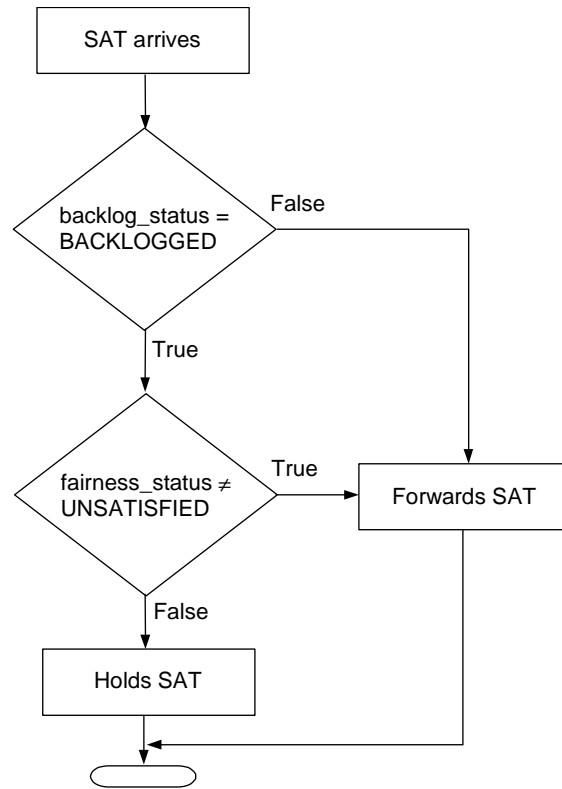 SAT arrives
False
backlog_status =
BACKLOGGED
True
fairness_status ≠
UNSATISFIED
True
Forwards SAT
False
Holds SAT